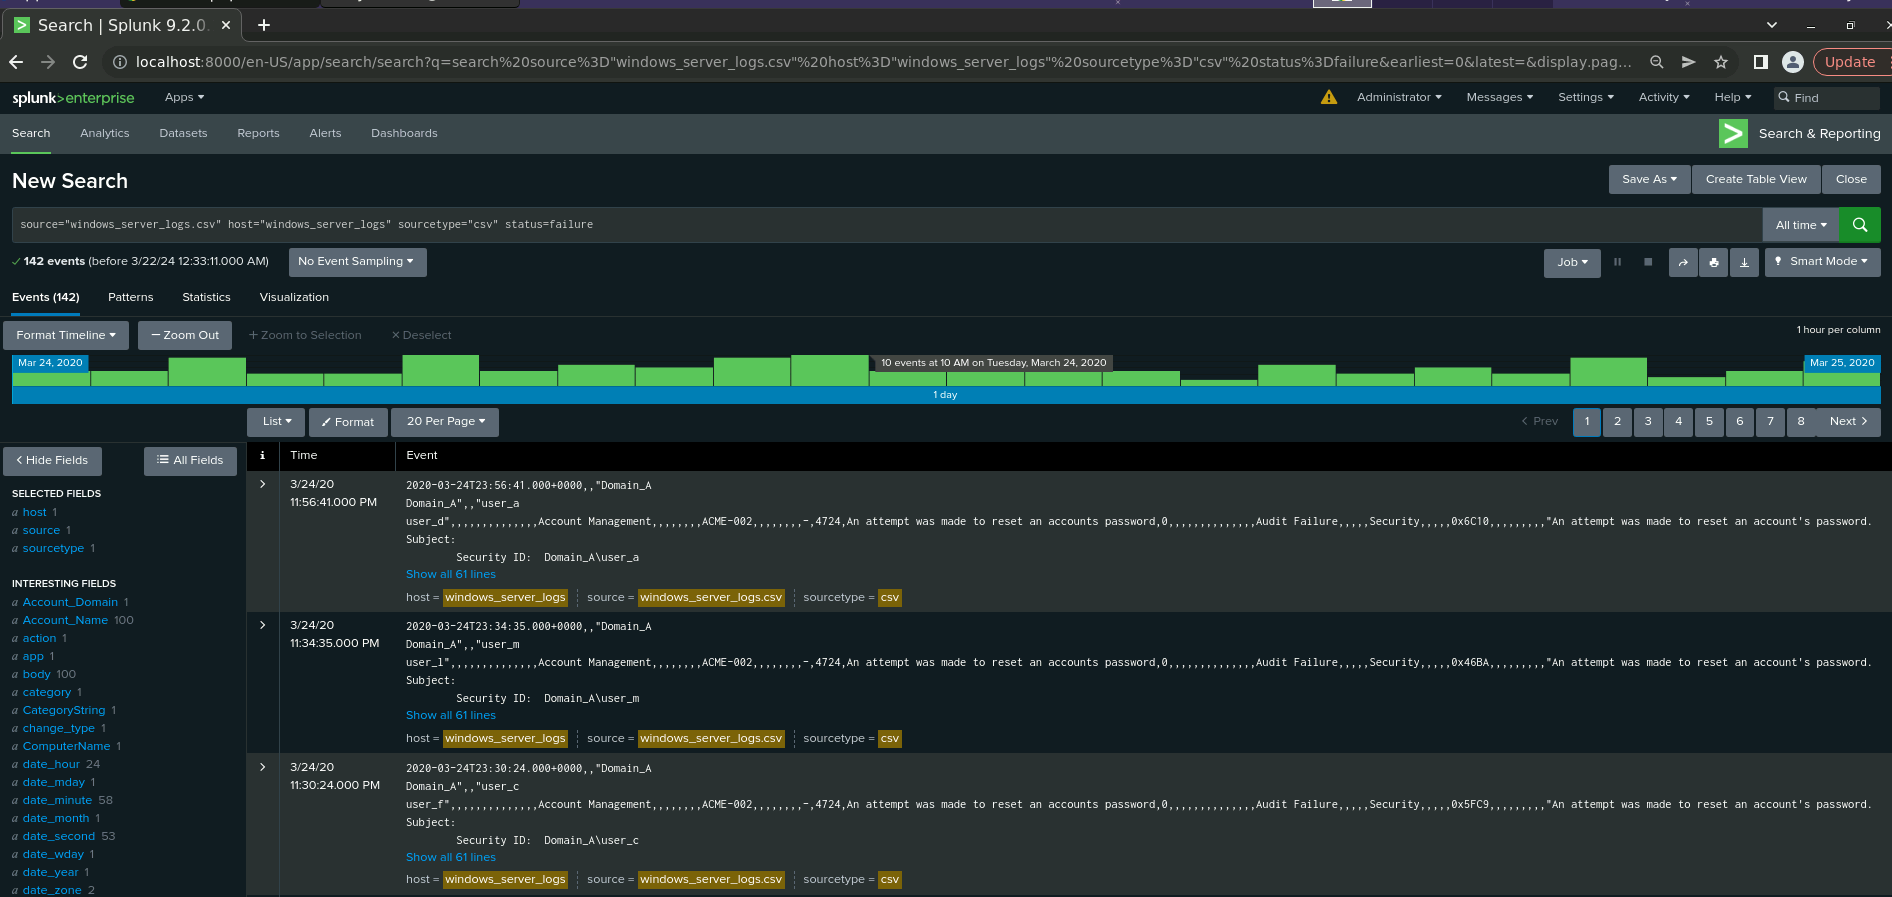 Search | Splunk 9.2.0.
localhost:8000/en-US/app/search/search?q=search%20source%3D"windows_server_logs.csv"%20host%3D"windows_server_logs"%20sourcetype%3D"csv"%20status%3Dfailure&earliest=0&latest=&display.pag...
Update
splunk>enterprise Apps
Administrator Messages Settings Activity Help Find
Search Analytics Datasets Reports Alerts Dashboards
Search & Reporting
New Search
Save As Create Table View Close
source="windows_server_logs.csv" host="windows_server_logs" sourcetype="csv" status=failure
All time
142 events (before 3/22/24 12:33:11.000 AM) No Event Sampling
Job Smart Mode
Events (142) Patterns Statistics Visualization
Format Timeline — Zoom Out + Zoom to Selection × Deselect
1 hour per column
Mar 24, 2020
10 events at 10 AM on Tuesday, March 24, 2020
Mar 25, 2020
1 day
List Format 20 Per Page
< Prev 1 2 3 4 5 6 7 8 Next >
< Hide Fields All Fields
i Time Event
SELECTED FIELDS
a host 1
a source 1
a sourcetype 1
INTERESTING FIELDS
a Account_Domain 1
a Account_Name 100
a action 1
a app 1
a body 100
a category 1
a CategoryString 1
a change_type 1
a ComputerName 1
a date_hour 24
a date_mday 1
a date_minute 58
a date_month 1
a date_second 53
a date_wday 1
a date_year 1
a date_zone 2
3/24/20
11:56:41.000 PM
2020-03-24T23:56:41.000+0000,,"Domain_A
Domain_A",,"user_a
user_d",,,,,,,,,,,,,,Account Management,,,,,,,,ACME-002,,,,,,,,-,4724,An attempt was made to reset an accounts password,0,,,,,,,,,,,,,,Audit Failure,,,,,Security,,,,,0x6C10,,,,,,,,,"An attempt was made to reset an account's password.
Subject:
Security ID: Domain_A\user_a
Show all 61 lines
host = windows_server_logs source = windows_server_logs.csv sourcetype = csv
3/24/20
11:34:35.000 PM
2020-03-24T23:34:35.000+0000,,"Domain_A
Domain_A",,"user_m
user_l",,,,,,,,,,,,,,Account Management,,,,,,,,ACME-002,,,,,,,,-,4724,An attempt was made to reset an accounts password,0,,,,,,,,,,,,,,Audit Failure,,,,,Security,,,,,0x46BA,,,,,,,,,"An attempt was made to reset an account's password.
Subject:
Security ID: Domain_A\user_m
Show all 61 lines
host = windows_server_logs source = windows_server_logs.csv sourcetype = csv
3/24/20
11:30:24.000 PM
2020-03-24T23:30:24.000+0000,,"Domain_A
Domain_A",,"user_c
user_f",,,,,,,,,,,,,,Account Management,,,,,,,,ACME-002,,,,,,,,-,4724,An attempt was made to reset an accounts password,0,,,,,,,,,,,,,,Audit Failure,,,,,Security,,,,,0x5FC9,,,,,,,,,"An attempt was made to reset an account's password.
Subject:
Security ID: Domain_A\user_c
Show all 61 lines
host = windows_server_logs source = windows_server_logs.csv sourcetype = csv